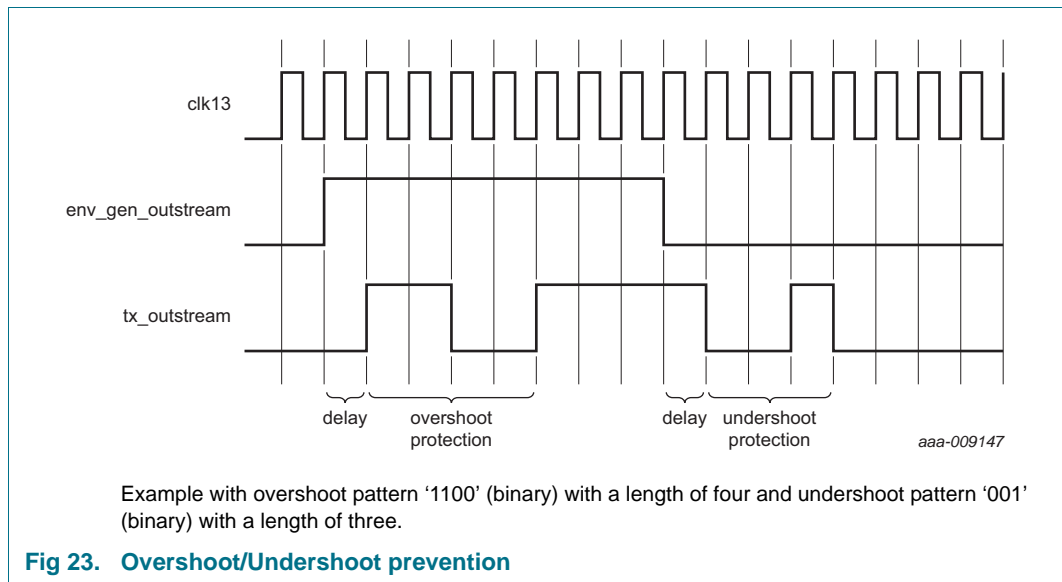 clk13
env_gen_outstream
tx_outstream
delay
overshoot
protection
delay
undershoot
protection
aaa-009147
Example with overshoot pattern ‘1100’ (binary) with a length of four and undershoot pattern ‘001’
(binary) with a length of three.
Fig 23. Overshoot/Undershoot prevention